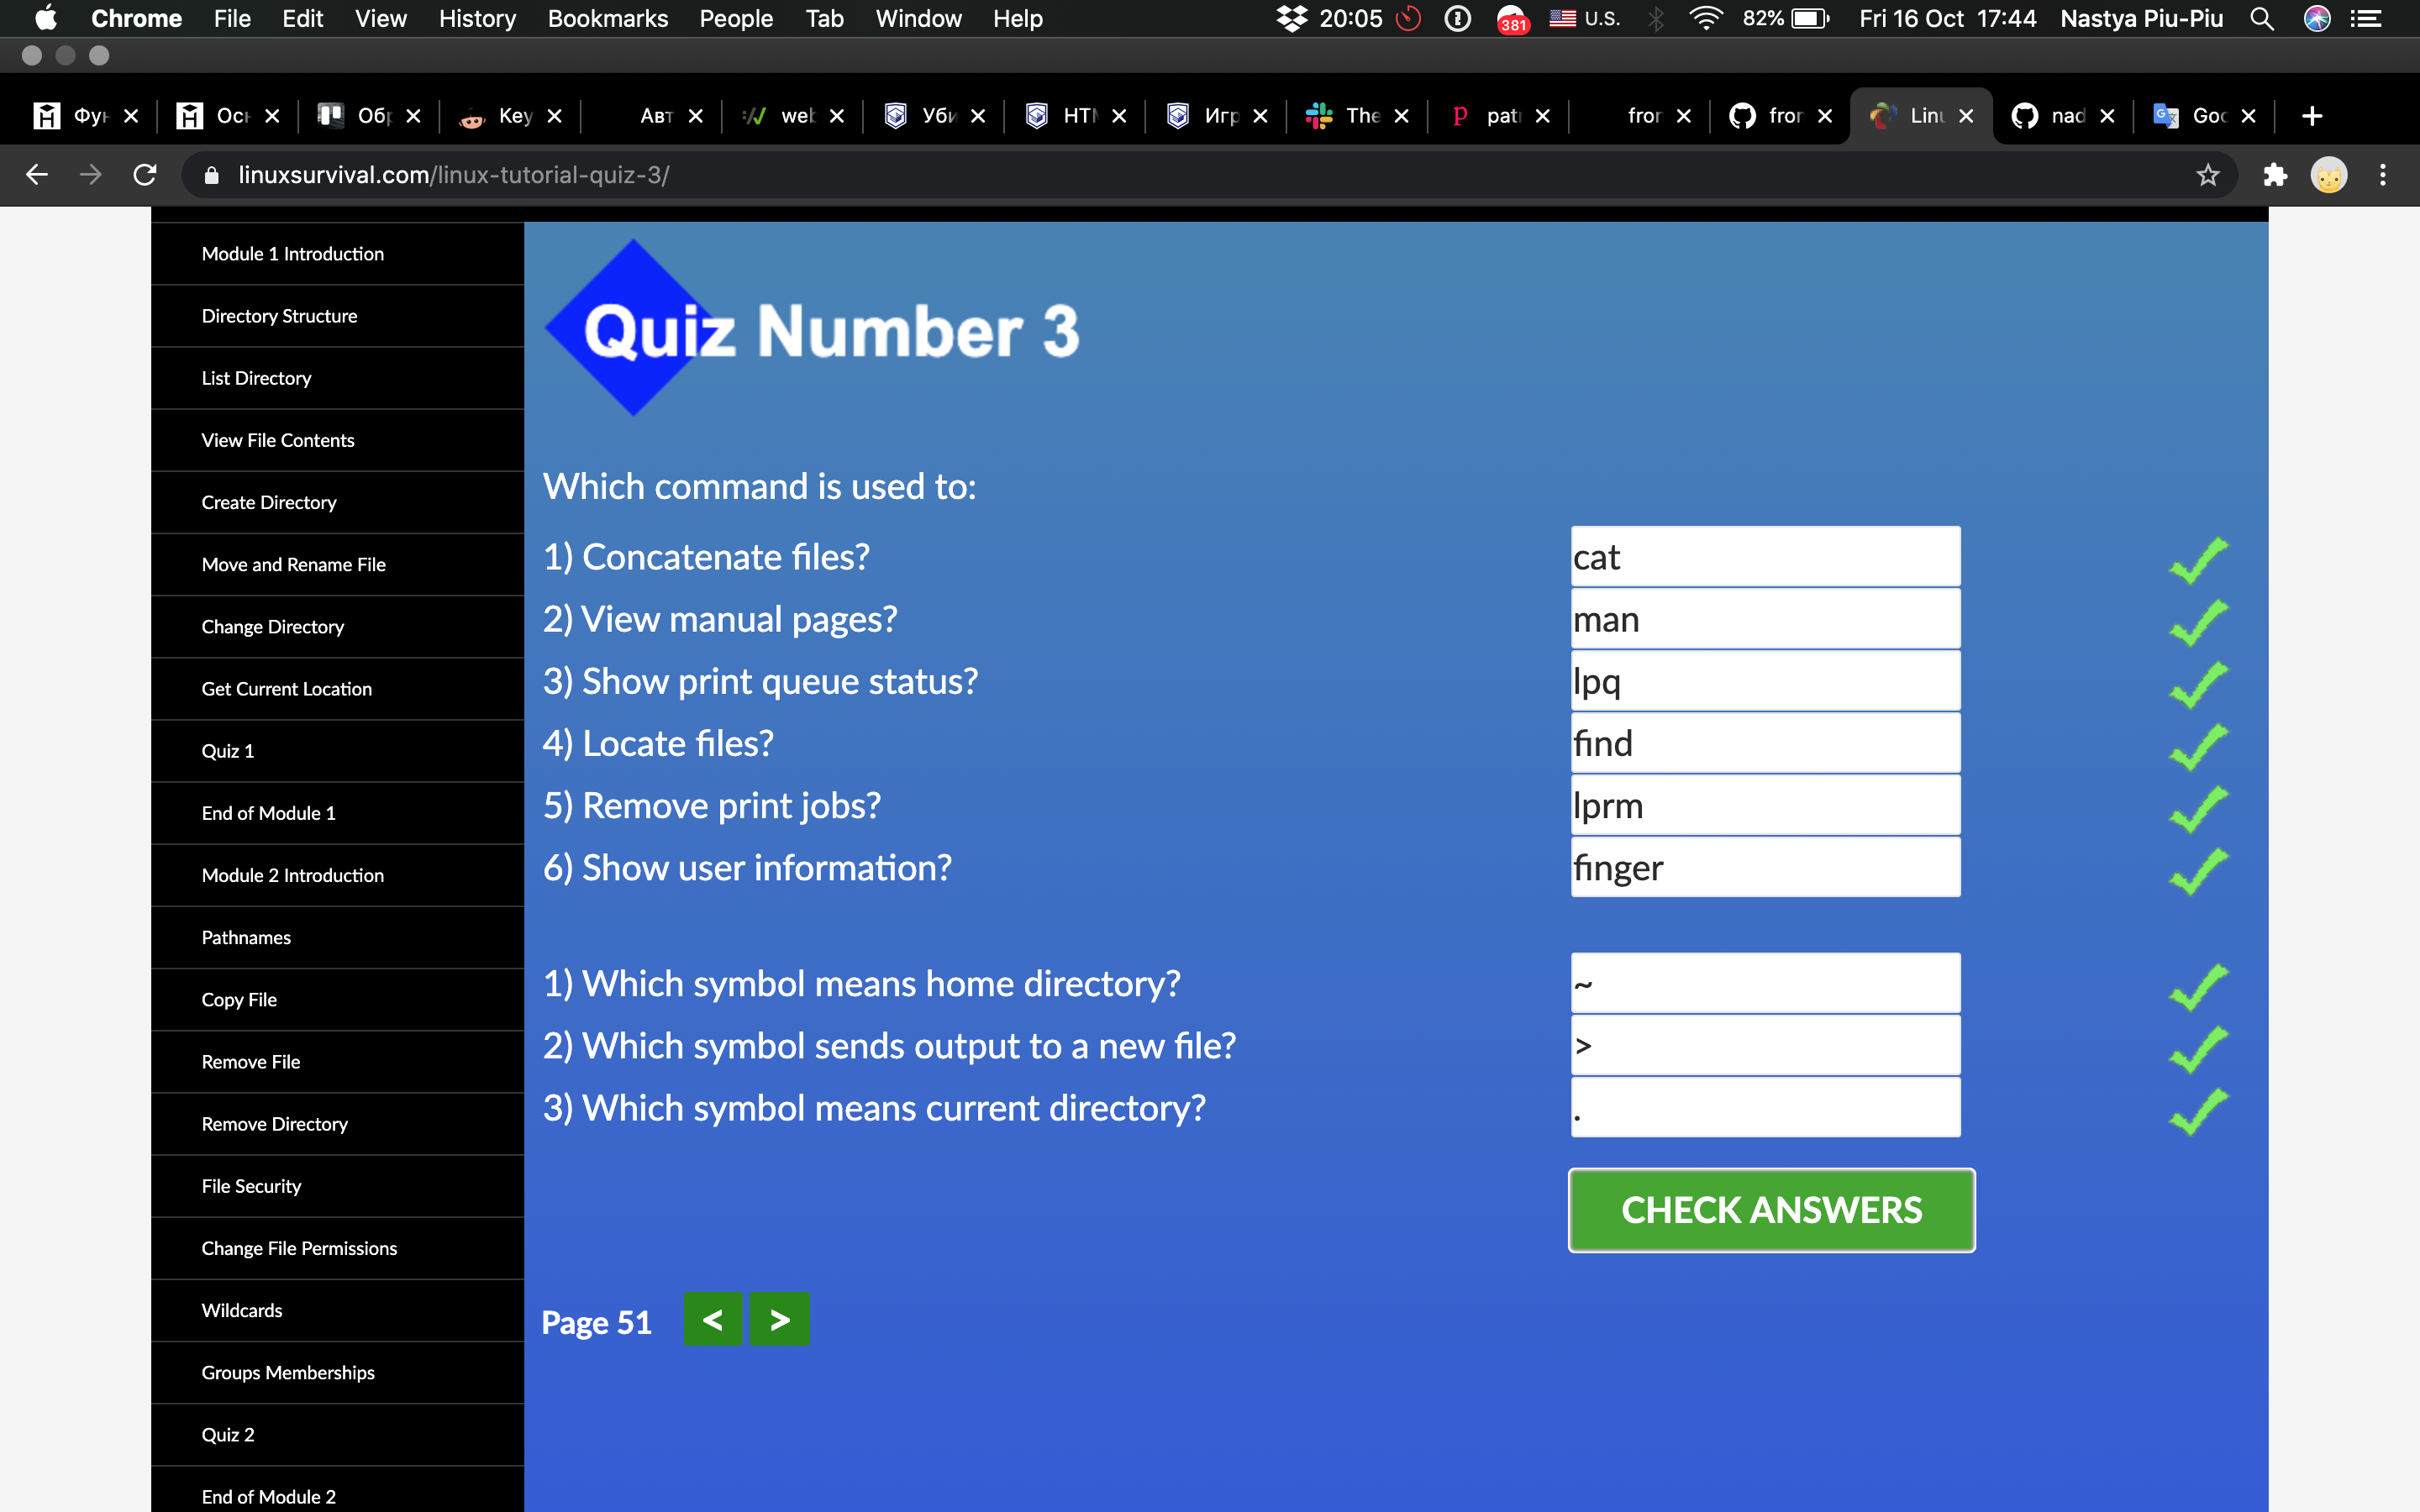 Chrome File Edit View History Bookmarks People Tab Window Help 20:05 381 U.S. 82% Fri 16 Oct 17:44 Nastya Piu-Piu
Фун Осн Обр Key Авт web Уби HTM Игр The patr fron fron Linu nad Goo
linuxsurvival.com/linux-tutorial-quiz-3/
Module 1 Introduction
Directory Structure
List Directory
View File Contents
Create Directory
Move and Rename File
Change Directory
Get Current Location
Quiz 1
End of Module 1
Module 2 Introduction
Pathnames
Copy File
Remove File
Remove Directory
File Security
Change File Permissions
Wildcards
Groups Memberships
Quiz 2
End of Module 2
Quiz Number 3
Which command is used to:
1) Concatenate files? cat
2) View manual pages? man
3) Show print queue status? lpq
4) Locate files? find
5) Remove print jobs? lprm
6) Show user information? finger
1) Which symbol means home directory? ~
2) Which symbol sends output to a new file? >
3) Which symbol means current directory? .
CHECK ANSWERS
Page 51 < >